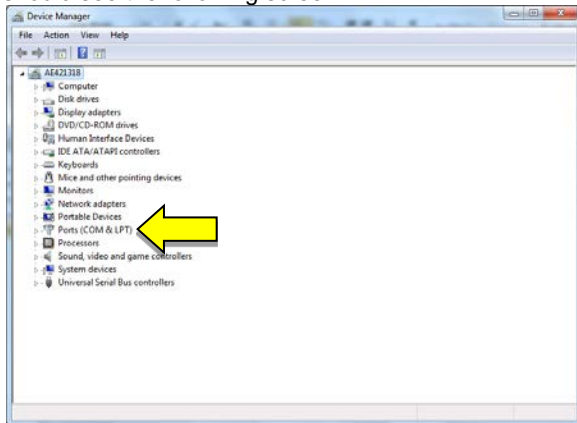 Device Manager
File Action View Help
AE421318
Computer
Disk drives
Display adapters
DVD/CD-ROM drives
Human Interface Devices
IDE ATA/ATAPI controllers
Keyboards
Mice and other pointing devices
Monitors
Network adapters
Portable Devices
Ports (COM & LPT)
Processors
Sound, video and game controllers
System devices
Universal Serial Bus controllers